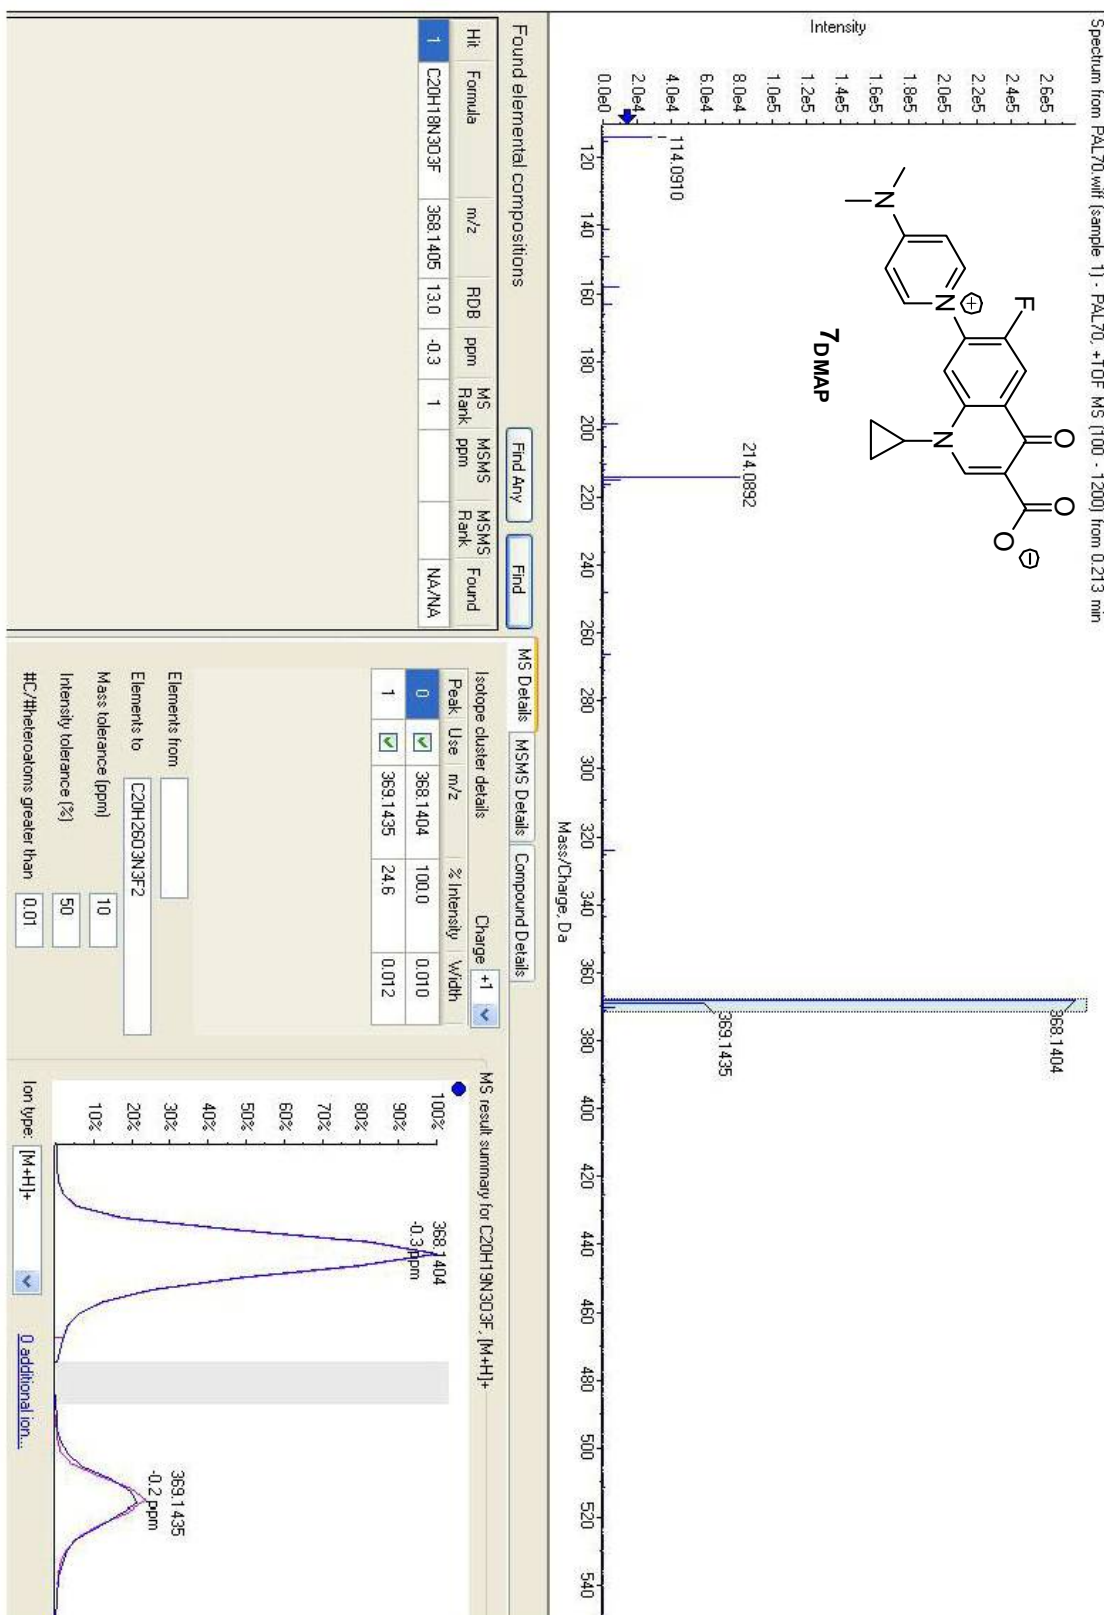 Spectrum from PAL70.wiff (sample 1) - PAL70, +TOF MS (100 - 1200) from 0.213 min
Intensity
2.6e5
2.4e5
2.2e5
2.0e5
1.8e5
1.6e5
1.4e5
1.2e5
1.0e5
8.0e4
6.0e4
4.0e4
2.0e4
0.0e0
114.0910
214.0892
368.1404
369.1435
F
O
O
O
N
N
N
+
−
7DMAP
120 140 160 180 200 220 240 260 280 300 320 340 360 380 400 420 440 460 480 500 520 540
Mass/Charge, Da
Found elemental compositions
Find Any Find
Hit Formula m/z RDB ppm MS Rank MSMS ppm MSMS Rank Found
1 C20H18N3O3F 368.1405 13.0 -0.3 1 NA/NA
MS Details MSMS Details Compound Details
Isotope cluster details Charge +1
Peak Use m/z % Intensity Width
0 368.1404 100.0 0.010
1 369.1435 24.6 0.012
Elements from
Elements to C20H26O3N3F2
Mass tolerance (ppm) 10
Intensity tolerance (%) 50
#C/#heteroatoms greater than 0.01
MS result summary for C20H19N3O3F, [M+H]+
100%
90%
80%
70%
60%
50%
40%
30%
20%
10%
368.1404
-0.3 ppm
369.1435
-0.2 ppm
Ion type: [M+H]+ 0 additional ion...